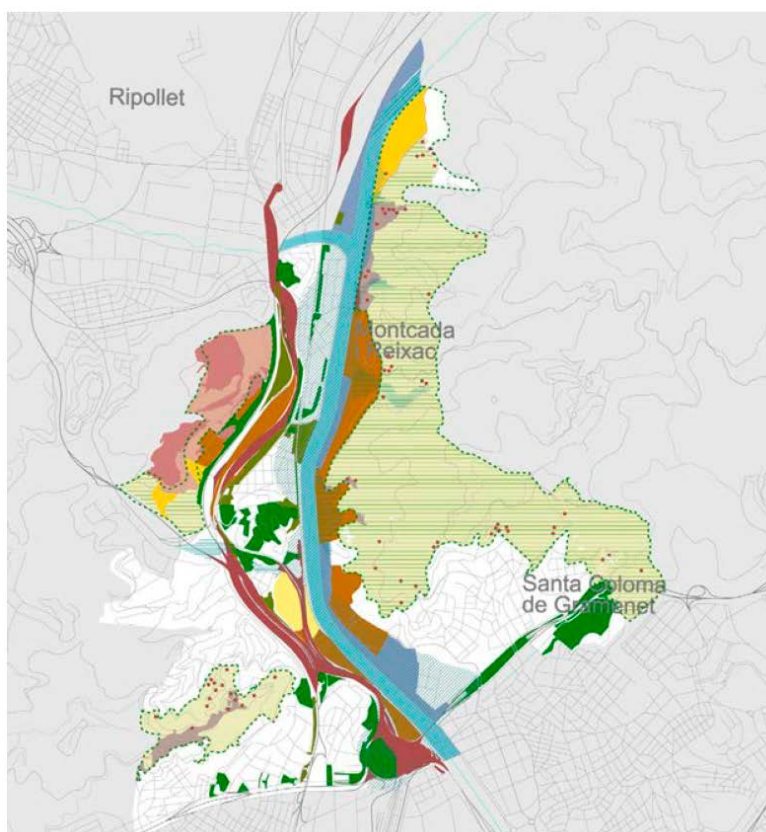 Ripollet
Montcada
i Reixac
Santa Coloma
de Gramenet